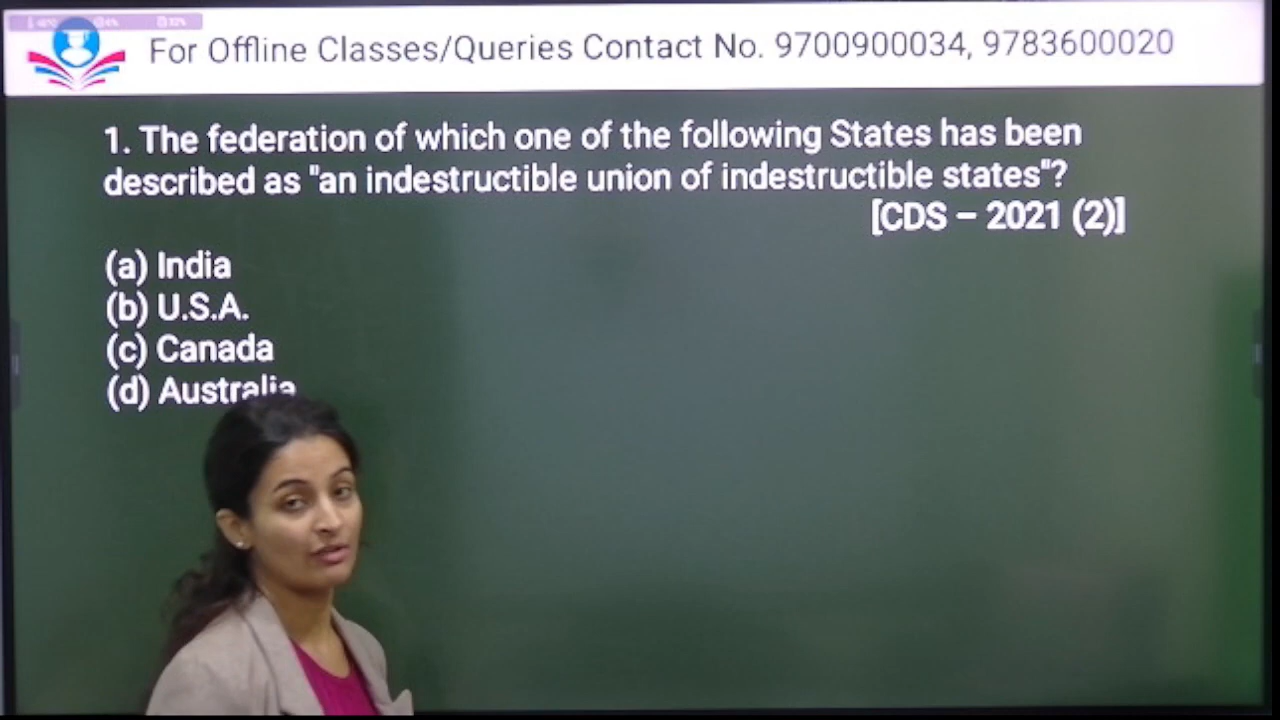 For Offline Classes/Queries Contact No. 9700900034, 9783600020
1. The federation of which one of the following States has been
described as "an indestructible union of indestructible states"?
[CDS – 2021 (2)]
(a) India
(b) U.S.A.
(c) Canada
(d) Australia